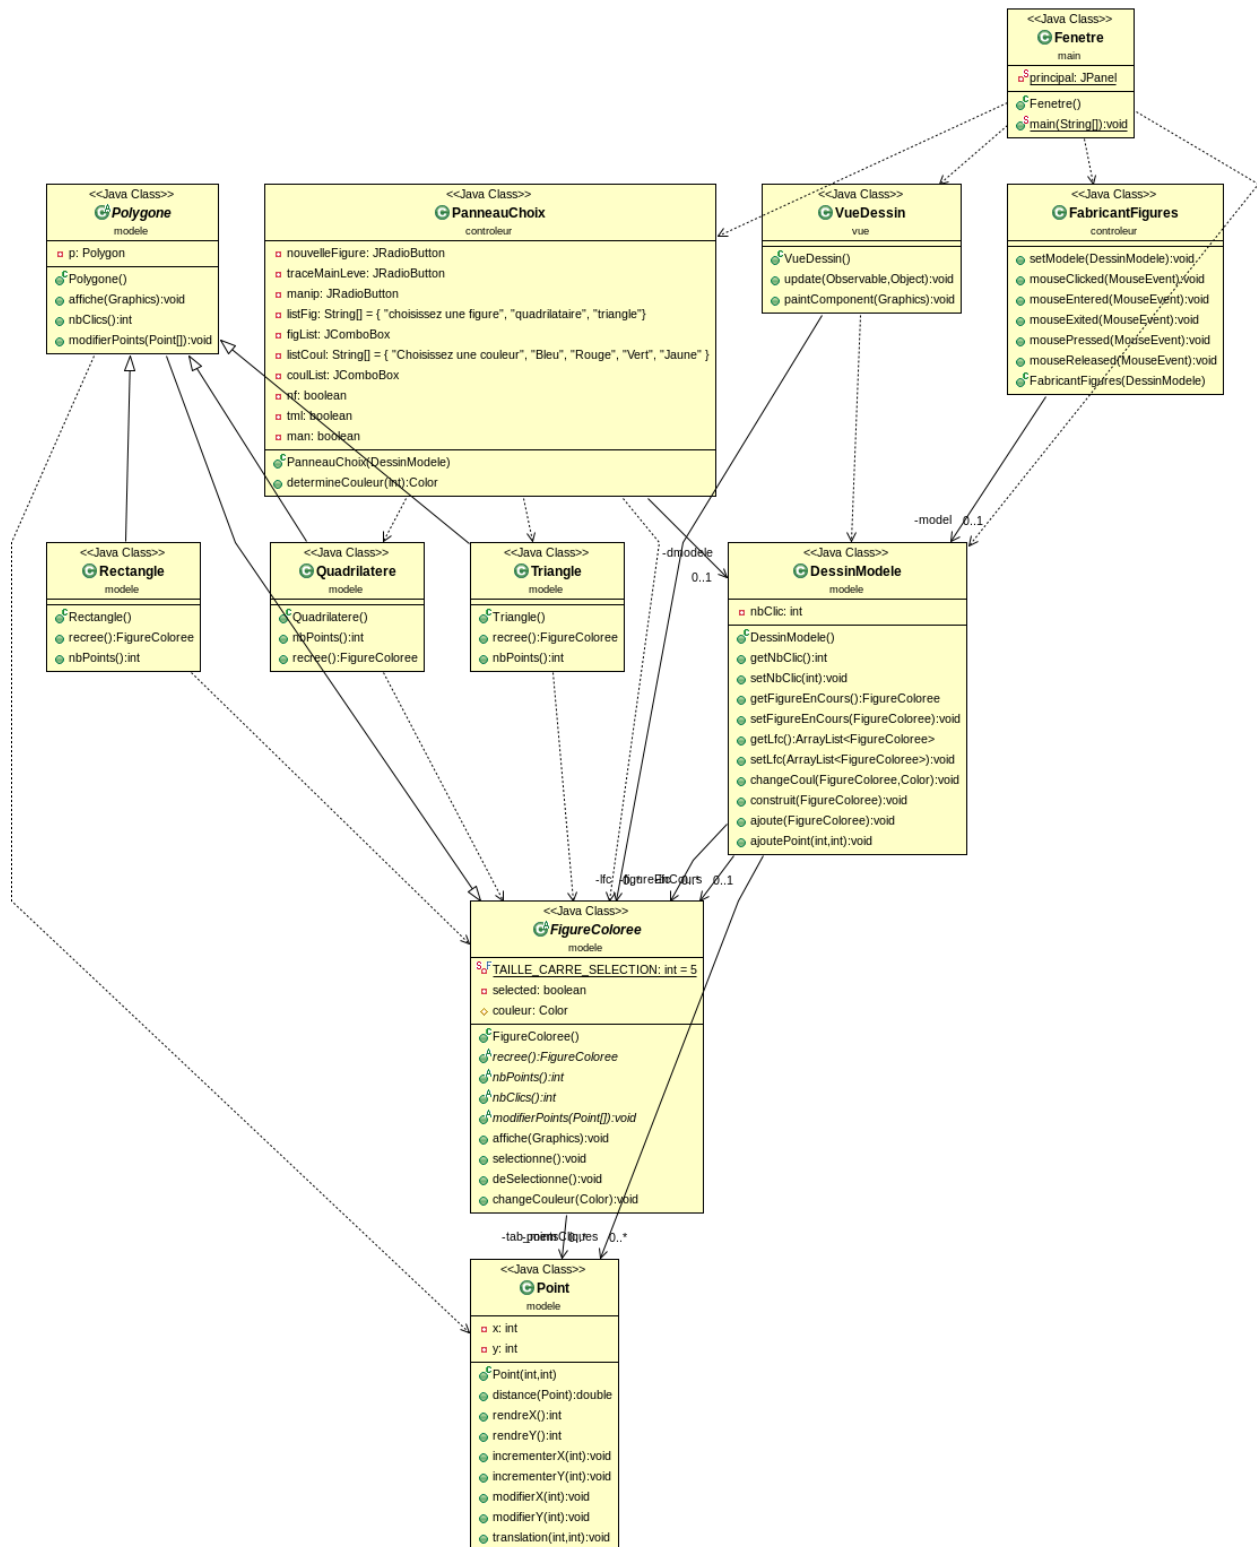 <<Java Class>>
Fenetre
main
principal: JPanel
Fenetre()
main(String[]):void
<<Java Class>>
Polygone
modele
p: Polygon
Polygone()
affiche(Graphics):void
nbClics():int
modifierPoints(Point[]):void
<<Java Class>>
PanneauChoix
controleur
nouvelleFigure: JRadioButton
traceMainLeve: JRadioButton
manip: JRadioButton
listFig: String[] = { "choisissez une figure", "quadrilataire", "triangle"}
figList: JComboBox
listCoul: String[] = { "Choisissez une couleur", "Bleu", "Rouge", "Vert", "Jaune" }
coulList: JComboBox
nf: boolean
tml: boolean
man: boolean
PanneauChoix(DessinModele)
determineCouleur(int):Color
<<Java Class>>
VueDessin
vue
VueDessin()
update(Observable,Object):void
paintComponent(Graphics):void
<<Java Class>>
FabricantFigures
controleur
setModele(DessinModele):void
mouseClicked(MouseEvent):void
mouseEntered(MouseEvent):void
mouseExited(MouseEvent):void
mousePressed(MouseEvent):void
mouseReleased(MouseEvent):void
FabricantFigures(DessinModele)
-model 0..1
-dmodele
0..1
<<Java Class>>
Rectangle
modele
Rectangle()
recree():FigureColoree
nbPoints():int
<<Java Class>>
Quadrilatere
modele
Quadrilatere()
nbPoints():int
recree():FigureColoree
<<Java Class>>
Triangle
modele
Triangle()
recree():FigureColoree
nbPoints():int
<<Java Class>>
DessinModele
modele
nbClic: int
DessinModele()
getNbClic():int
setNbClic(int):void
getFigureEnCours():FigureColoree
setFigureEnCours(FigureColoree):void
getLfc():ArrayList<FigureColoree>
setLfc(ArrayList<FigureColoree>):void
changeCoul(FigureColoree,Color):void
construit(FigureColoree):void
ajoute(FigureColoree):void
ajoutePoint(int,int):void
-lfc 0..* -figureEnCours 0..* 0..1
<<Java Class>>
FigureColoree
modele
TAILLE_CARRE_SELECTION: int = 5
selected: boolean
couleur: Color
FigureColoree()
recree():FigureColoree
nbPoints():int
nbClics():int
modifierPoints(Point[]):void
affiche(Graphics):void
selectionne():void
deSelectionne():void
changeCouleur(Color):void
0..* 0..*
<<Java Class>>
Point
modele
x: int
y: int
Point(int,int)
distance(Point):double
rendreX():int
rendreY():int
incrementerX(int):void
incrementerY(int):void
modifierX(int):void
modifierY(int):void
translation(int,int):void